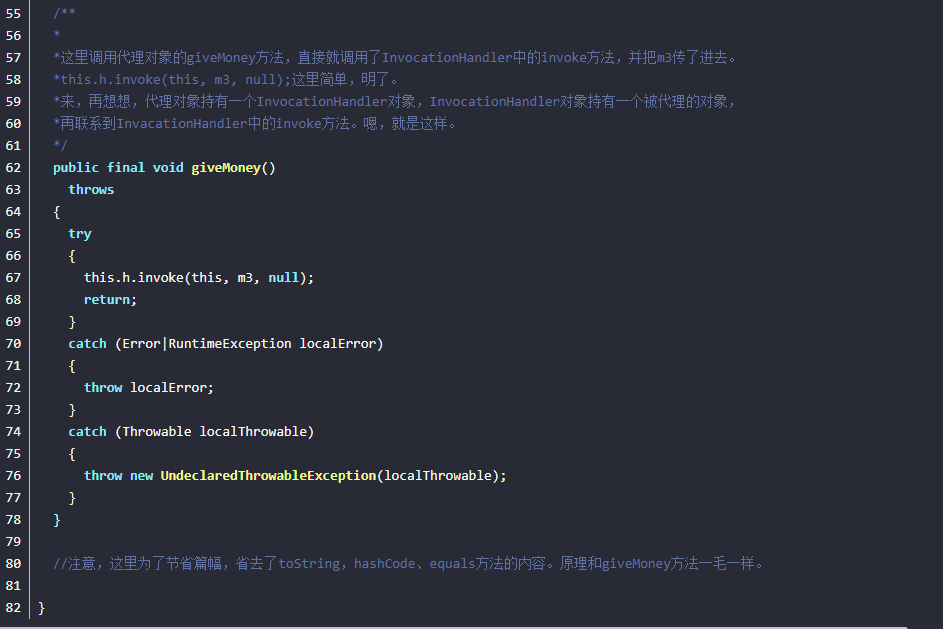 55 /**
56 *
57 *这里调用代理对象的giveMoney方法，直接就调用了InvocationHandler中的invoke方法，并把m3传了进去。
58 *this.h.invoke(this, m3, null);这里简单，明了。
59 *来，再想想，代理对象持有一个InvocationHandler对象，InvocationHandler对象持有一个被代理的对象，
60 *再联系到InvacationHandler中的invoke方法。嗯，就是这样。
61 */
62 public final void giveMoney()
63 throws
64 {
65 try
66 {
67 this.h.invoke(this, m3, null);
68 return;
69 }
70 catch (Error|RuntimeException localError)
71 {
72 throw localError;
73 }
74 catch (Throwable localThrowable)
75 {
76 throw new UndeclaredThrowableException(localThrowable);
77 }
78 }
79
80 //注意，这里为了节省篇幅，省去了toString，hashCode、equals方法的内容。原理和giveMoney方法一毛一样。
81
82 }